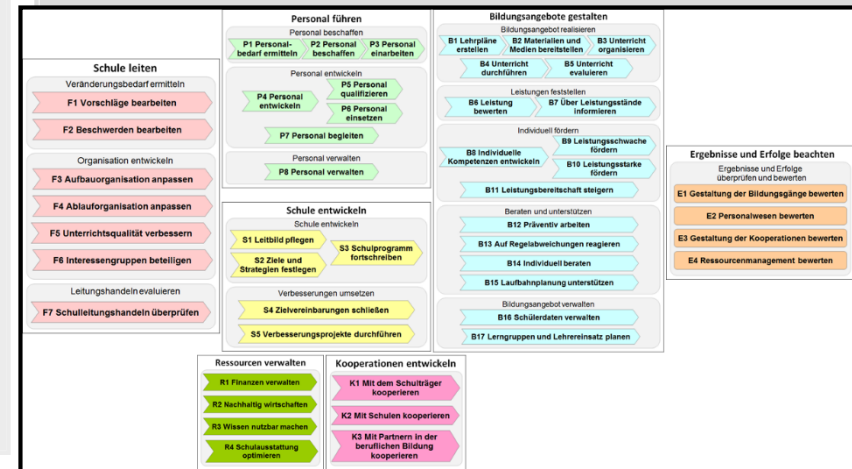 Schule leiten
Veränderungsbedarf ermitteln
F1 Vorschläge bearbeiten
F2 Beschwerden bearbeiten
Organisation entwickeln
F3 Aufbauorganisation anpassen
F4 Ablauforganisation anpassen
F5 Unterrichtsqualität verbessern
F6 Interessengruppen beteiligen
Leitungshandeln evaluieren
F7 Schulleitungshandeln überprüfen
Personal führen
Personal beschaffen
P1 Personal-
bedarf ermitteln
P2 Personal
beschaffen
P3 Personal
einarbeiten
Personal entwickeln
P4 Personal
entwickeln
P5 Personal
qualifizieren
P6 Personal
einsetzen
P7 Personal begleiten
Personal verwalten
P8 Personal verwalten
Schule entwickeln
Schule entwickeln
S1 Leitbild pflegen
S2 Ziele und
Strategien festlegen
S3 Schulprogramm
fortschreiben
Verbesserungen umsetzen
S4 Zielvereinbarungen schließen
S5 Verbesserungsprojekte durchführen
Bildungsangebote gestalten
Bildungsangebot realisieren
B1 Lehrpläne
erstellen
B2 Materialien und
Medien bereitstellen
B3 Unterricht
organisieren
B4 Unterricht
durchführen
B5 Unterricht
evaluieren
Leistungen feststellen
B6 Leistung
bewerten
B7 Über Leistungsstände
informieren
Individuell fördern
B8 Individuelle
Kompetenzen entwickeln
B9 Leistungsschwache
fördern
B10 Leistungsstarke
fördern
B11 Leistungsbereitschaft steigern
Beraten und unterstützen
B12 Präventiv arbeiten
B13 Auf Regelabweichungen reagieren
B14 Individuell beraten
B15 Laufbahnplanung unterstützen
Bildungsangebot verwalten
B16 Schülerdaten verwalten
B17 Lerngruppen und Lehrereinsatz planen
Ergebnisse und Erfolge beachten
Ergebnisse und Erfolge
überprüfen und bewerten
E1 Gestaltung der Bildungsgänge bewerten
E2 Personalwesen bewerten
E3 Gestaltung der Kooperationen bewerten
E4 Ressourcenmanagement bewerten
Ressourcen verwalten
R1 Finanzen verwalten
R2 Nachhaltig wirtschaften
R3 Wissen nutzbar machen
R4 Schulausstattung
optimieren
Kooperationen entwickeln
K1 Mit dem Schulträger
kooperieren
K2 Mit Schulen kooperieren
K3 Mit Partnern in der
beruflichen Bildung
kooperieren